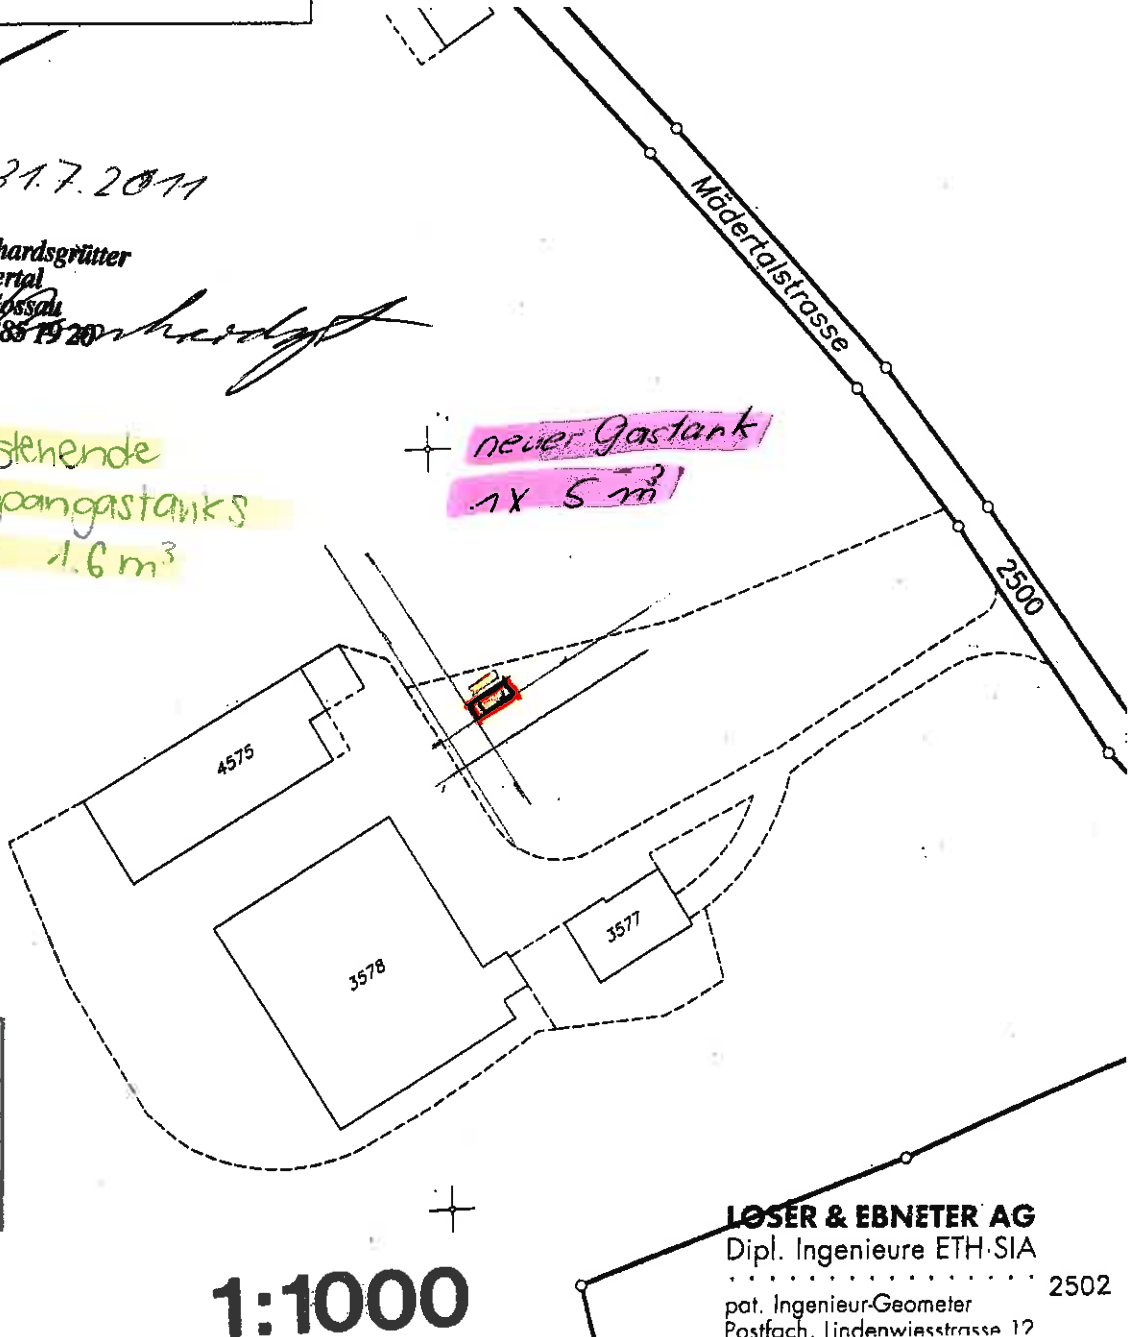 31.7.2011
hardsgrütter
ertal
ossau
85 19 20
Mädertalstrasse
neuer Gastank
1x 5 m³
stehende
pangastanks
1.6 m³
2500
4575
3577
3578
LOSER & EBNETER AG
Dipl. Ingenieure ETH·SIA
2502
pat. Ingenieur-Geometer
Postfach, Lindenwiesstrasse 12
1:1000